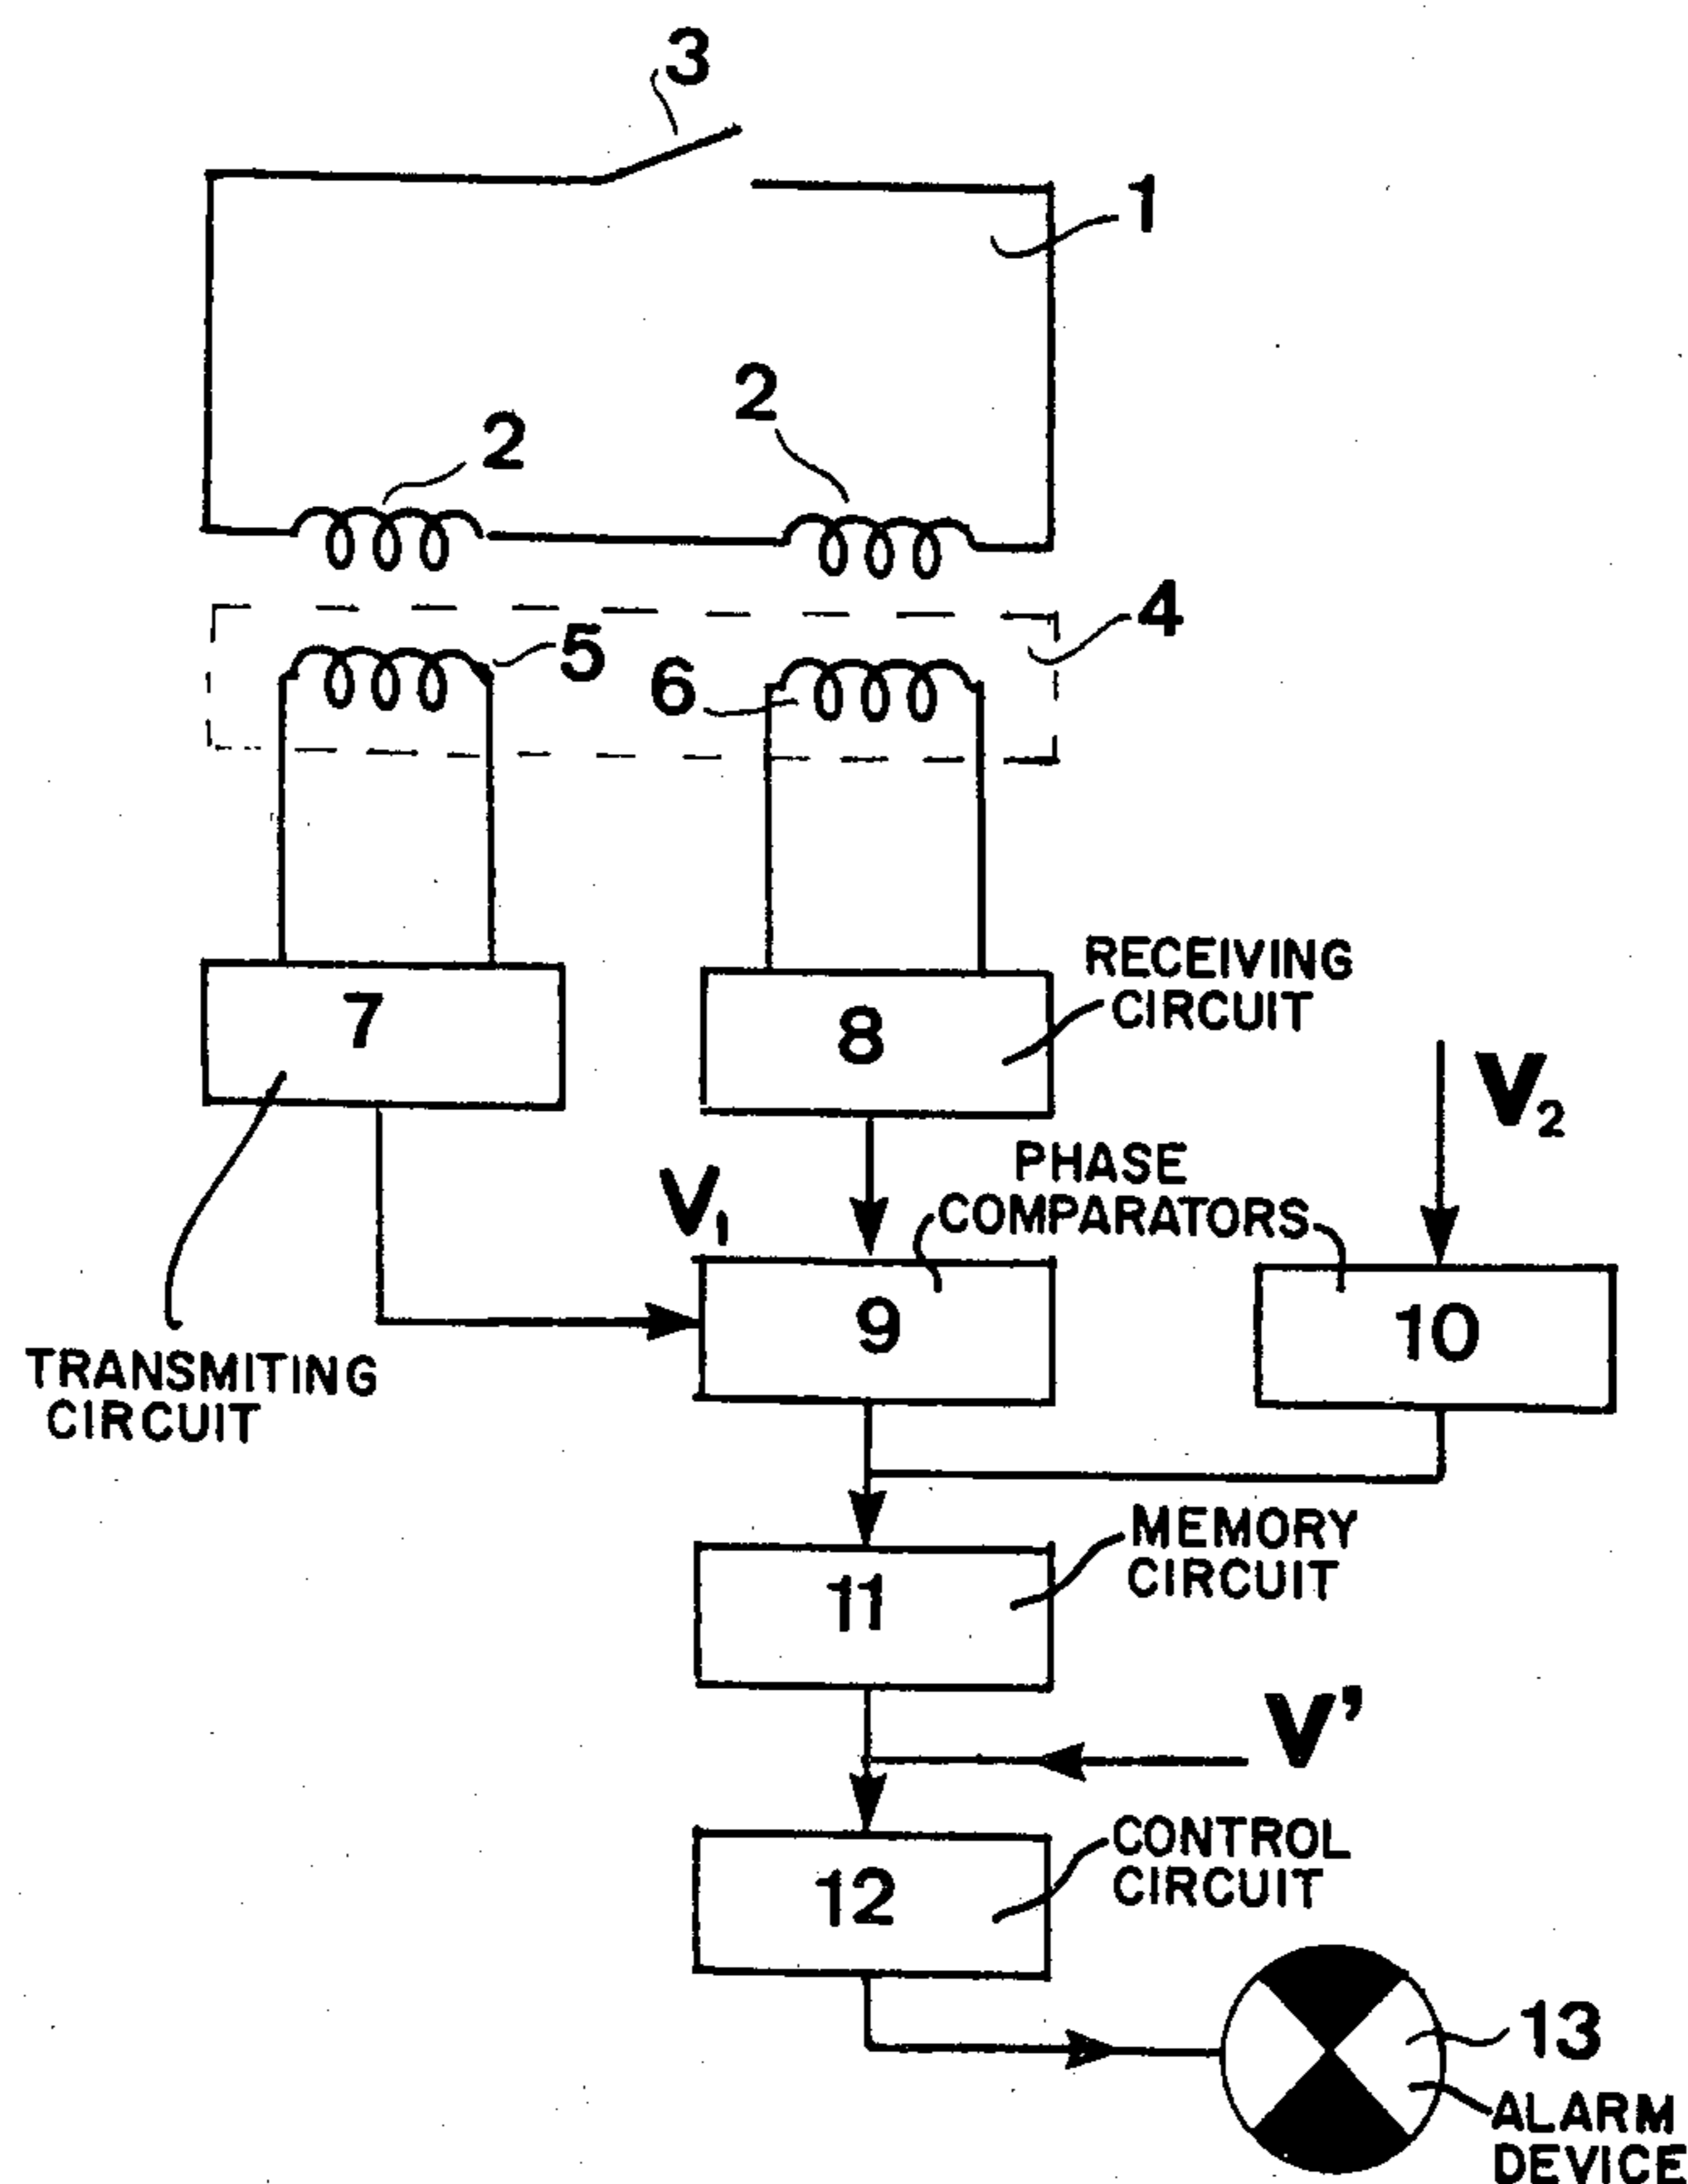 3
1
2
2
4
5
6
RECEIVING
CIRCUIT
7
8
V₂
PHASE
COMPARATORS
V₁
9
10
TRANSMITING
CIRCUIT
MEMORY
CIRCUIT
11
V'
CONTROL
CIRCUIT
12
13
ALARM
DEVICE